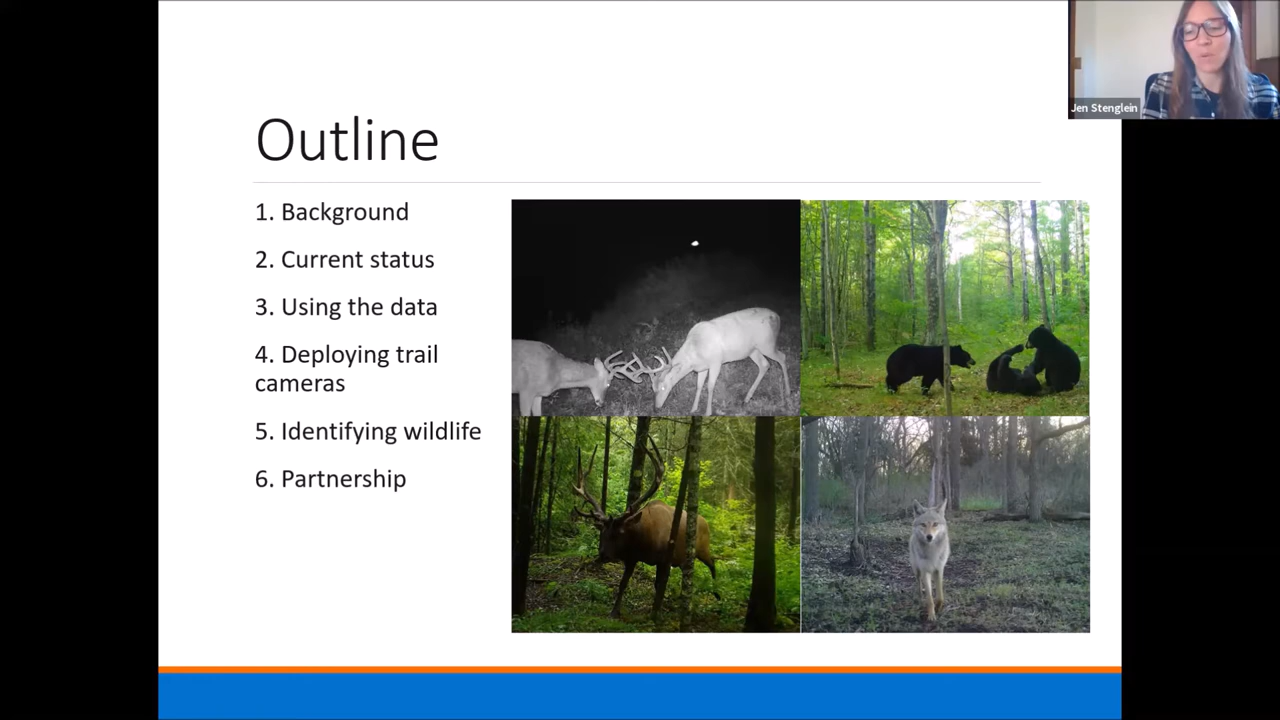 Jen Stenglein
Outline
1. Background
2. Current status
3. Using the data
4. Deploying trail
cameras
5. Identifying wildlife
6. Partnership